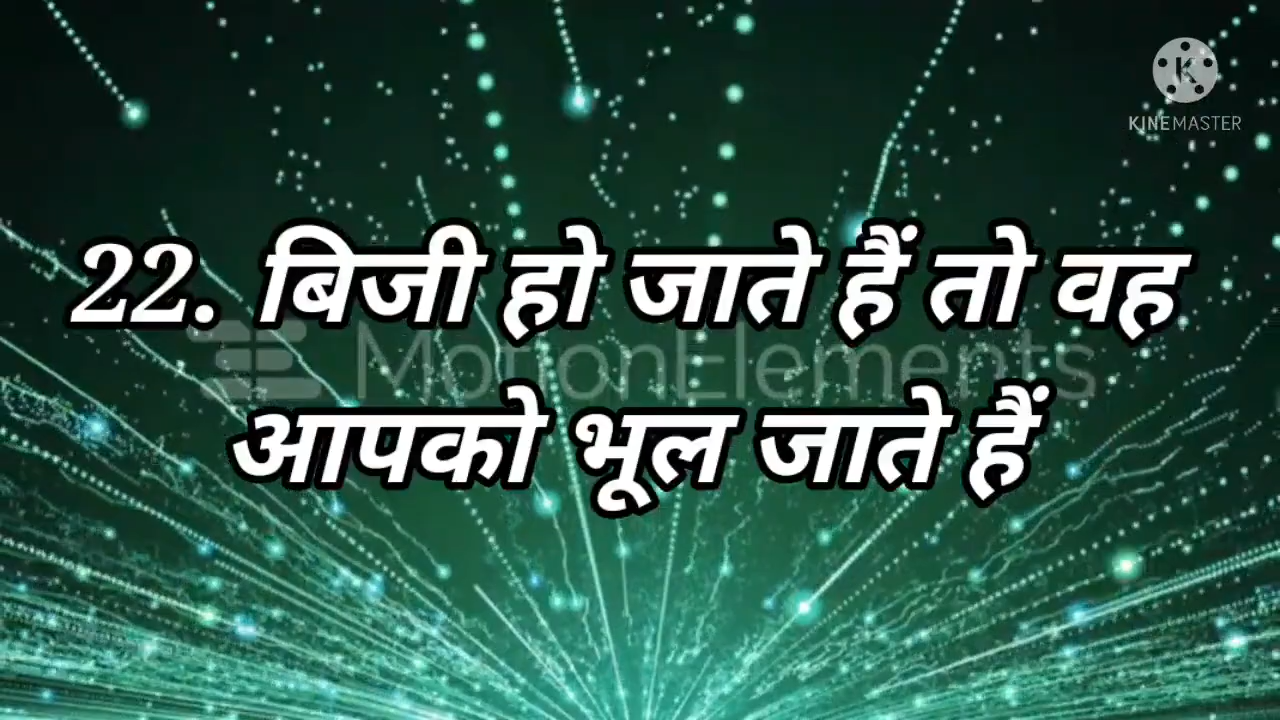 KINEMASTER
22. बिजी हो जाते हैं तो वह
MotionElements
आपको भूल जाते हैं